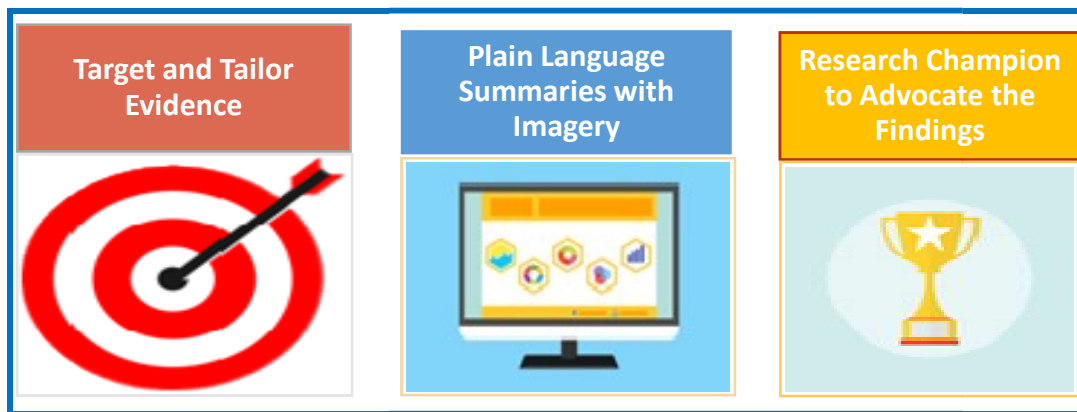 Target and Tailor
Evidence
Plain Language
Summaries with
Imagery
Research Champion
to Advocate the
Findings